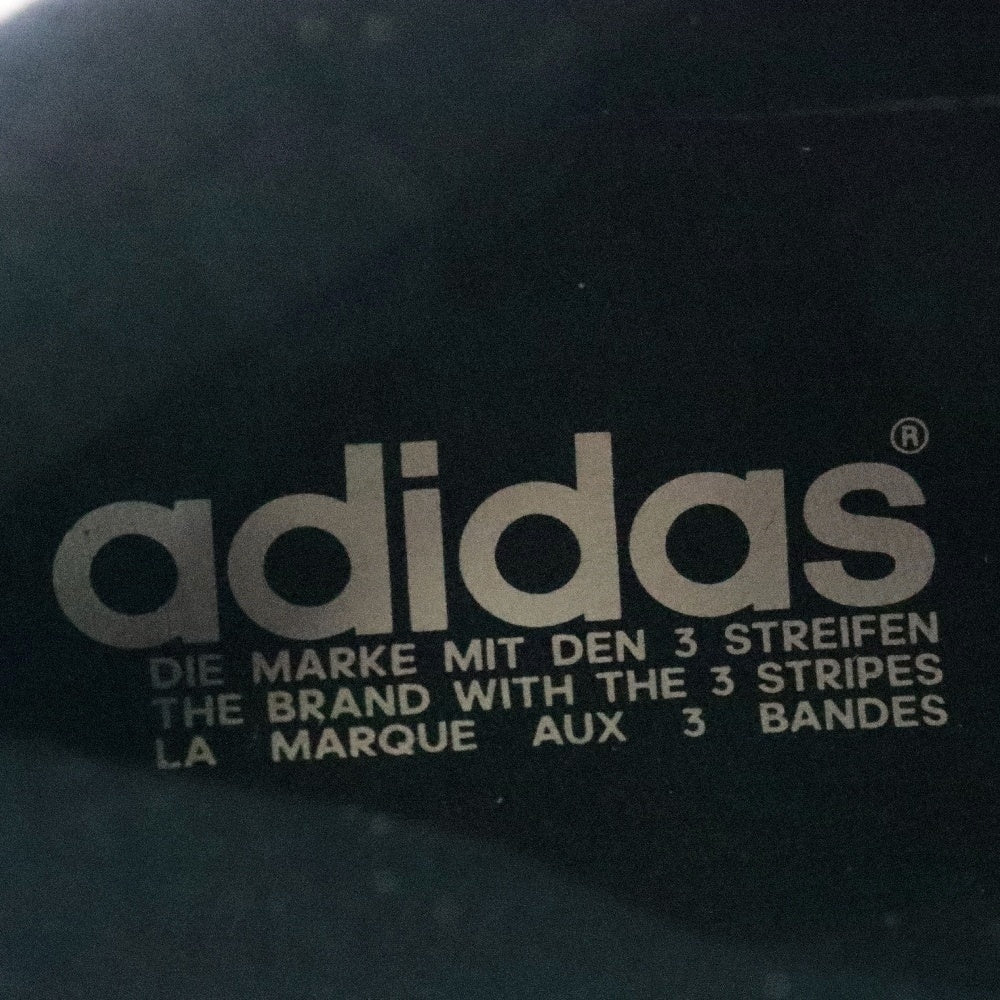 adidas®
DIE MARKE MIT DEN 3 STREIFEN
THE BRAND WITH THE 3 STRIPES
LA MARQUE AUX 3 BANDES